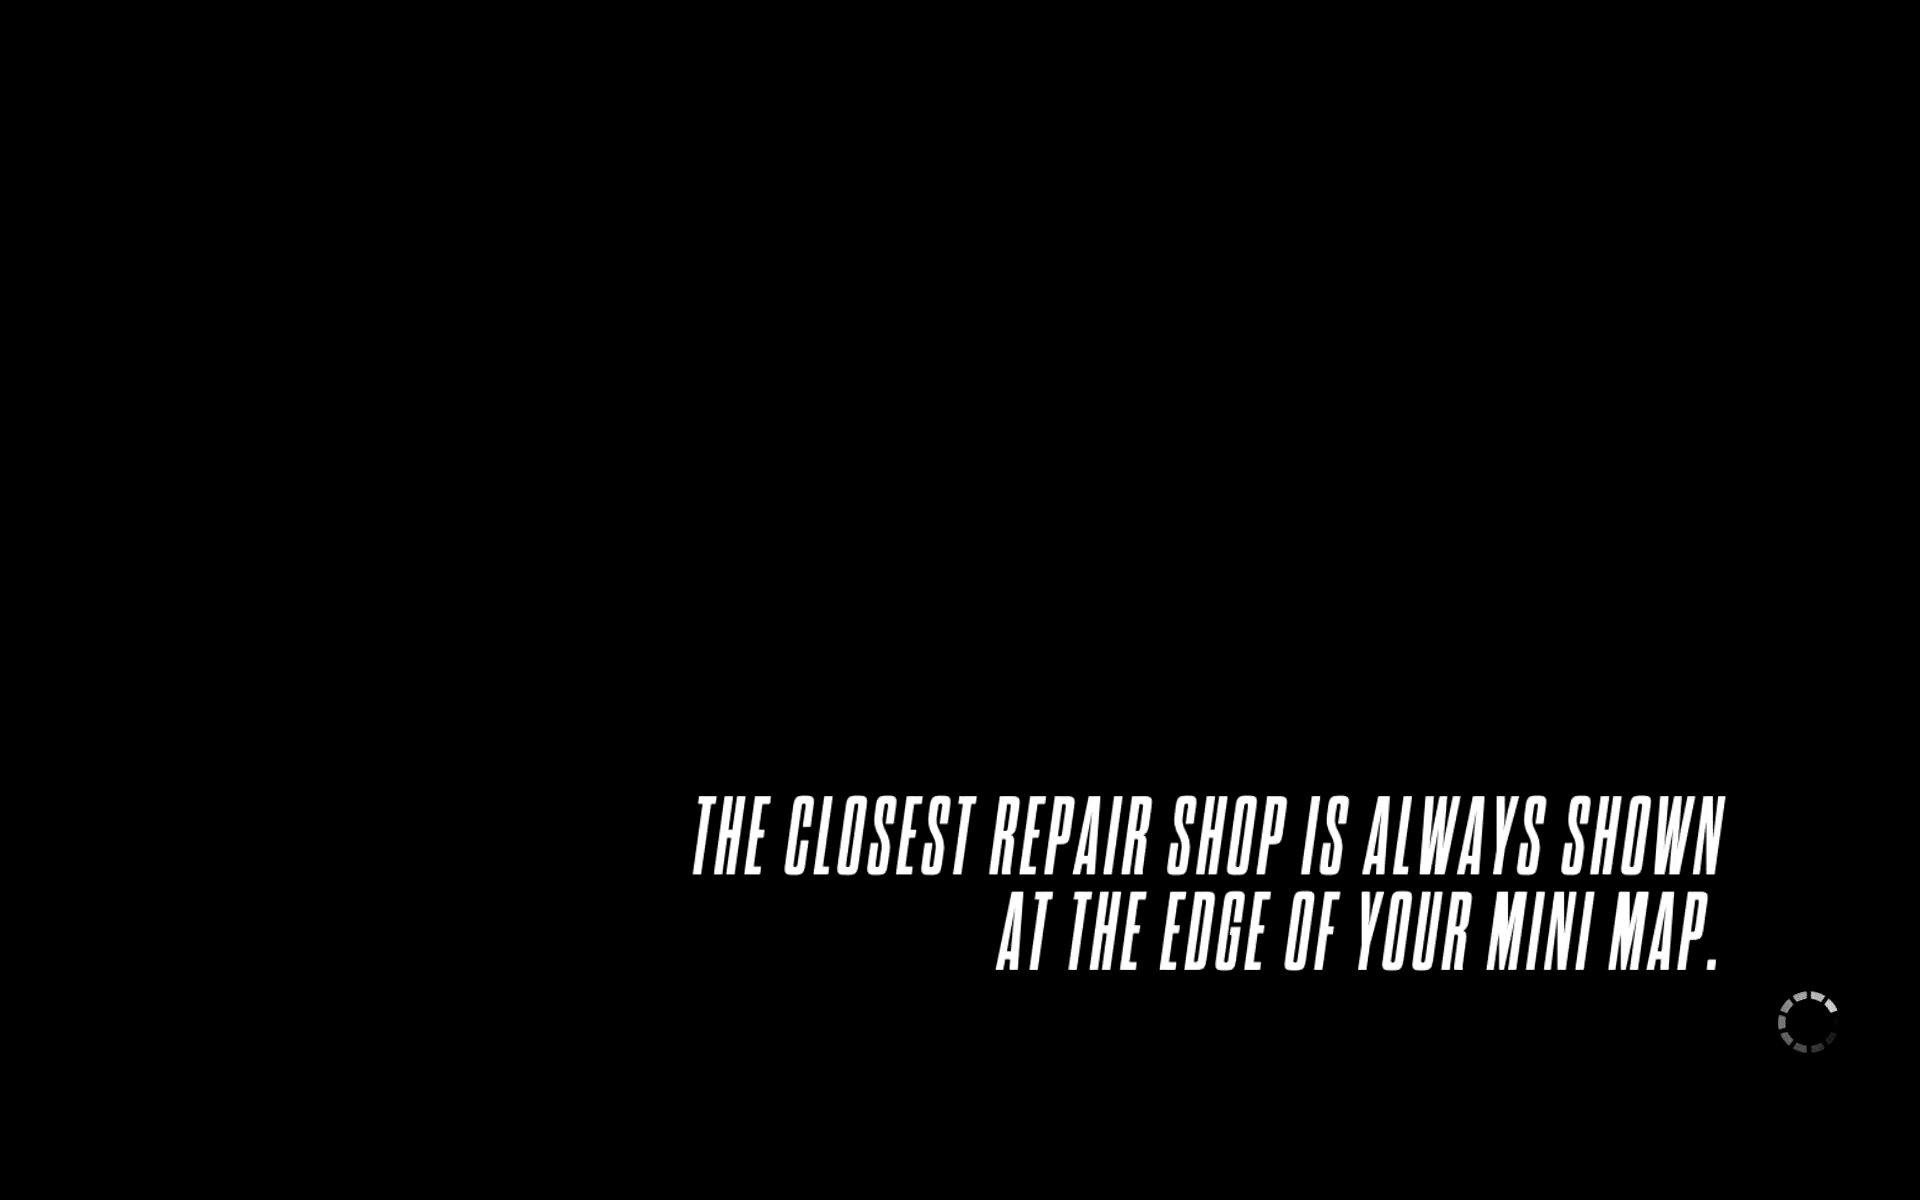 THE CLOSEST REPAIR SHOP IS ALWAYS SHOWN
AT THE EDGE OF YOUR MINI MAP.